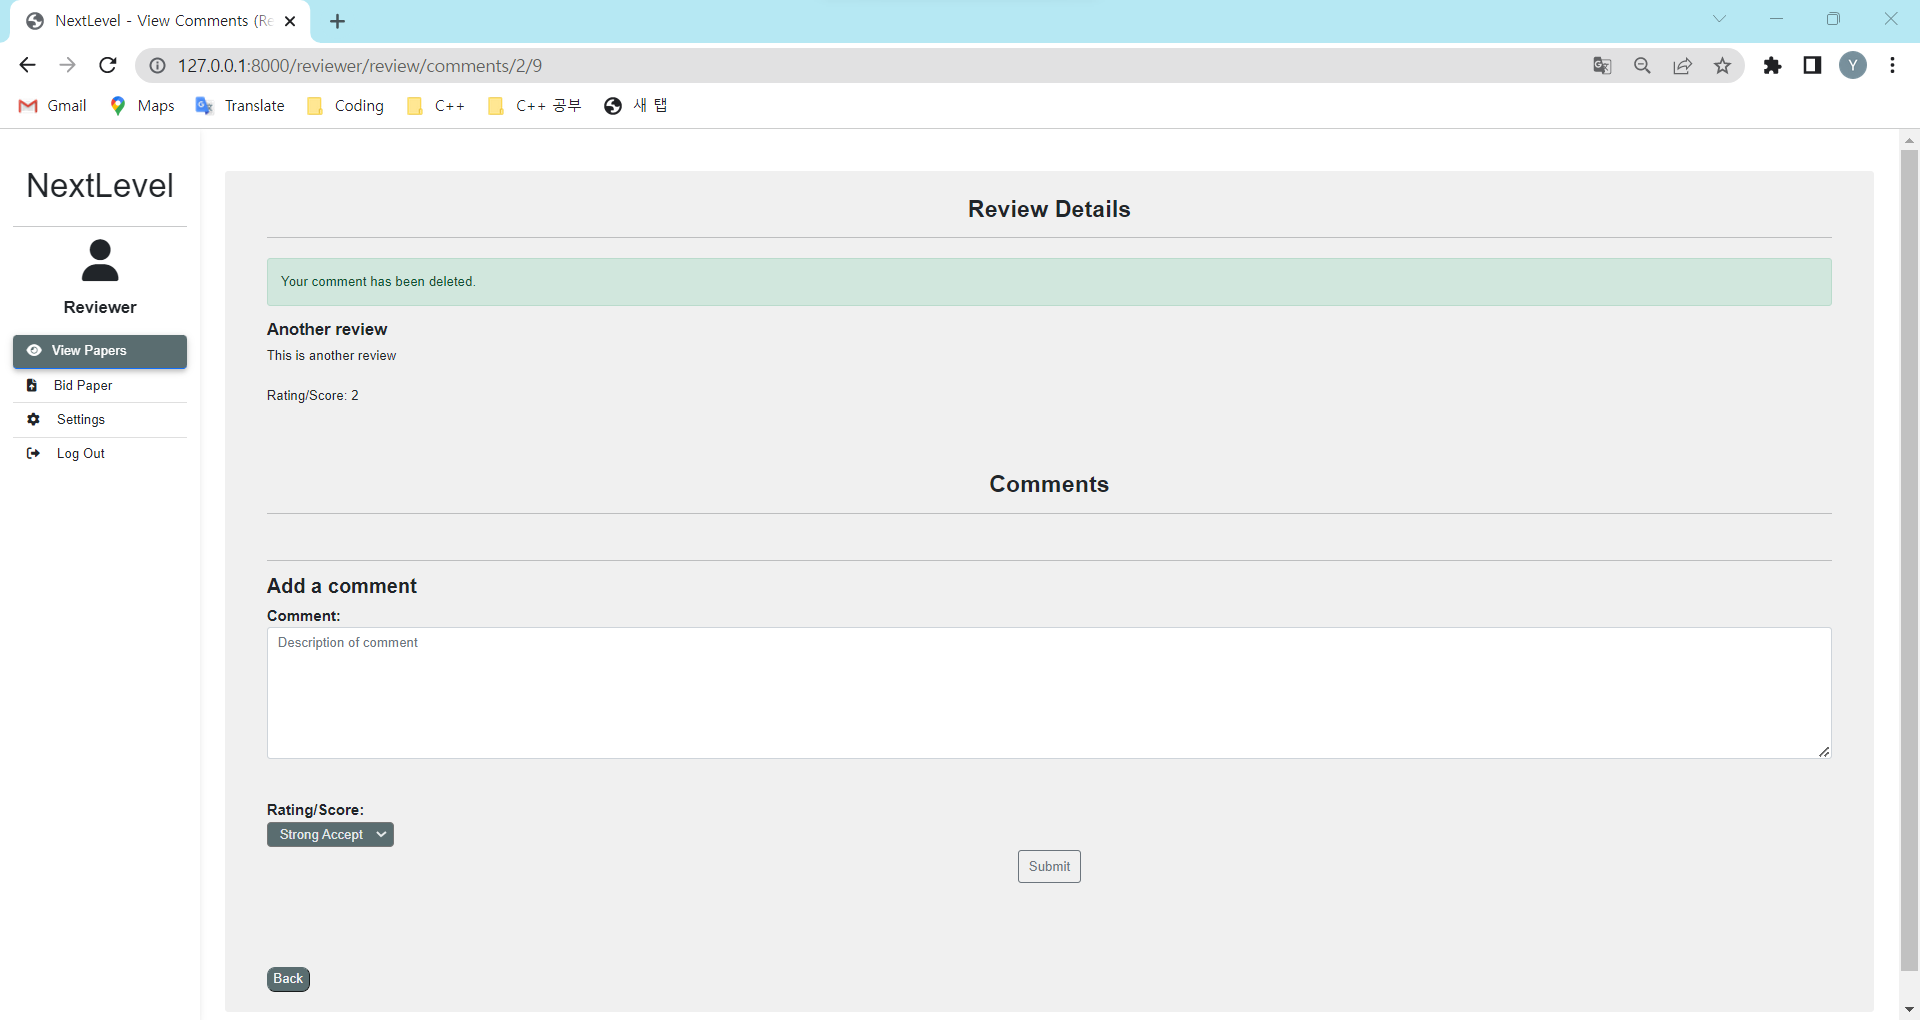 NextLevel - View Comments (Re
127.0.0.1:8000/reviewer/review/comments/2/9
Y
Gmail
Maps
Translate
Coding
C++
C++ 공부
새 탭
NextLevel
Reviewer
View Papers
Bid Paper
Settings
Log Out
Review Details
Your comment has been deleted.
Another review
This is another review
Rating/Score: 2
Comments
Add a comment
Comment:
Description of comment
Rating/Score:
Strong Accept
Submit
Back